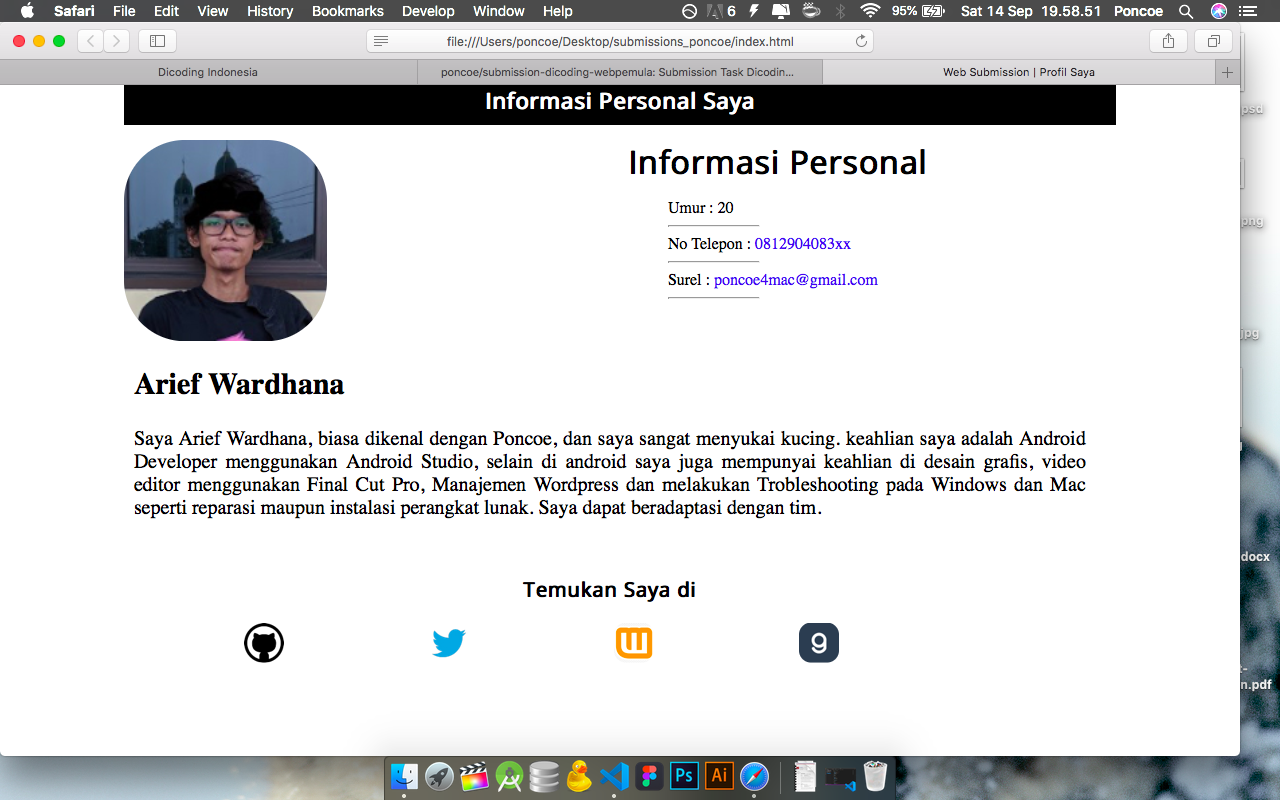 Safari File Edit View History Bookmarks Develop Window Help 6 95% Sat 14 Sep 19.58.51 Poncoe
file:///Users/poncoe/Desktop/submissions_poncoe/index.html
Dicoding Indonesia poncoe/submission-dicoding-webpemula: Submission Task Dicodin... Web Submission | Profil Saya
Informasi Personal Saya
Informasi Personal
Umur : 20
No Telepon : 0812904083xx
Surel : poncoe4mac@gmail.com
Arief Wardhana
Saya Arief Wardhana, biasa dikenal dengan Poncoe, dan saya sangat menyukai kucing. keahlian saya adalah Android
Developer menggunakan Android Studio, selain di android saya juga mempunyai keahlian di desain grafis, video
editor menggunakan Final Cut Pro, Manajemen Wordpress dan melakukan Trobleshooting pada Windows dan Mac
seperti reparasi maupun instalasi perangkat lunak. Saya dapat beradaptasi dengan tim.
Temukan Saya di
psd
png
jpg
docx
n.pdf
Ps Ai